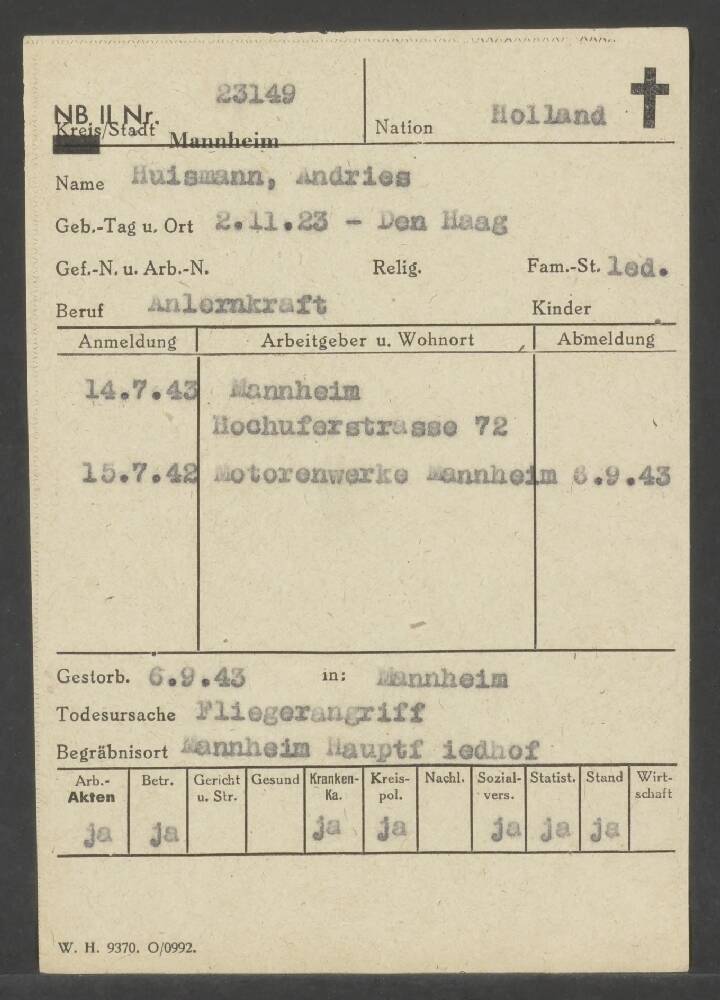 23149
NB II Nr.
Kreis/Stadt Mannheim
Nation Holland
Name Huismann, Andries
Geb.-Tag u. Ort 2.11.23 - Den Haag
Gef.-N. u. Arb.-N. Relig. Fam.-St. led.
Beruf Anlernkraft Kinder
Anmeldung Arbeitgeber u. Wohnort Abmeldung
14.7.43 Mannheim
Hochuferstrasse 72
15.7.42 Motorenwerke Mannheim 6.9.43
Gestorb. 6.9.43 in: Mannheim
Todesursache Fliegerangriff
Begräbnisort Mannheim Hauptf iedhof
Arb.-Akten Betr. Gericht u. Str. Gesund Kranken-Ka. Kreis-pol. Nachl. Sozial-vers. Statist. Stand Wirt-schaft
ja ja ja ja ja ja ja
W. H. 9370. O/0992.